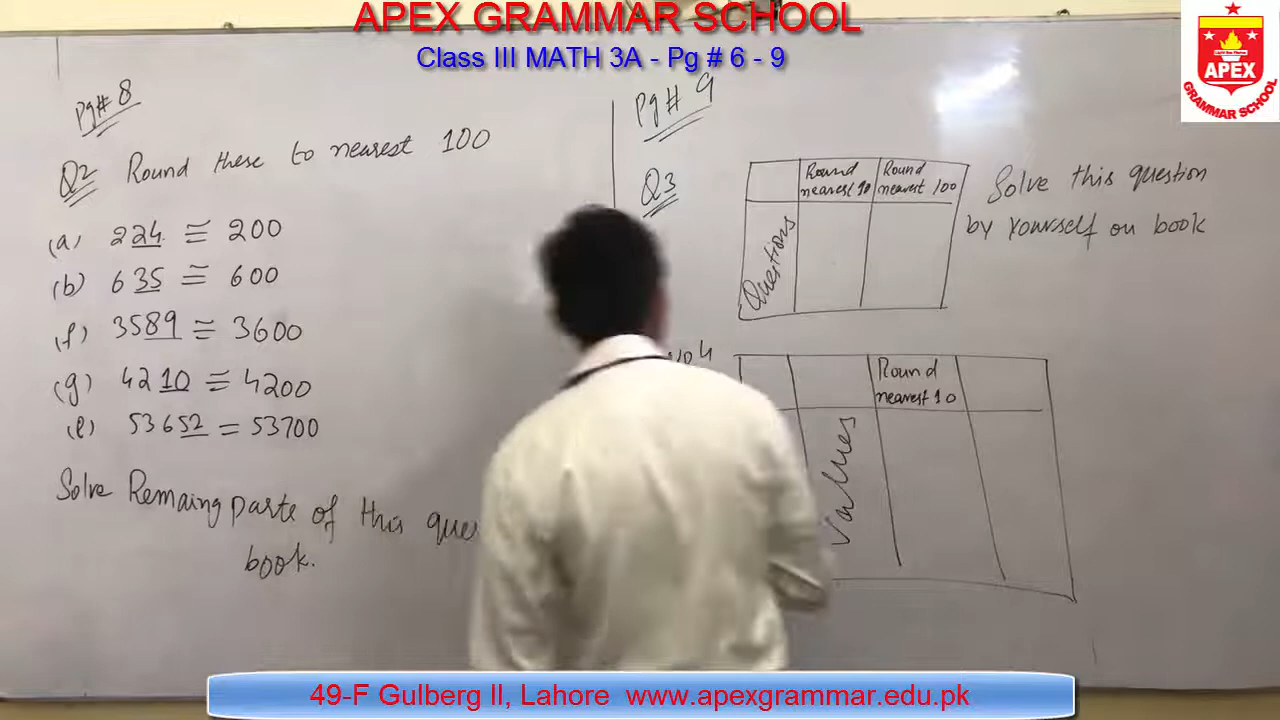 APEX GRAMMAR SCHOOL
Class III MATH 3A - Pg # 6 - 9
APEX
GRAMMAR SCHOOL
Pg# 8
Q2 Round these to nearest 100
(a) 224 ≅ 200
(b) 635 ≅ 600
(f) 3589 ≅ 3600
(g) 4210 ≅ 4200
(l) 53652 = 53700
Solve Remaing parts of this ques
book.
Pg# 9
Q3
Round nearest 10
Round nearest 100
Questions
Solve this question
by Yourself on book
No 4
Round
nearest 10
Values
49-F Gulberg II, Lahore www.apexgrammar.edu.pk